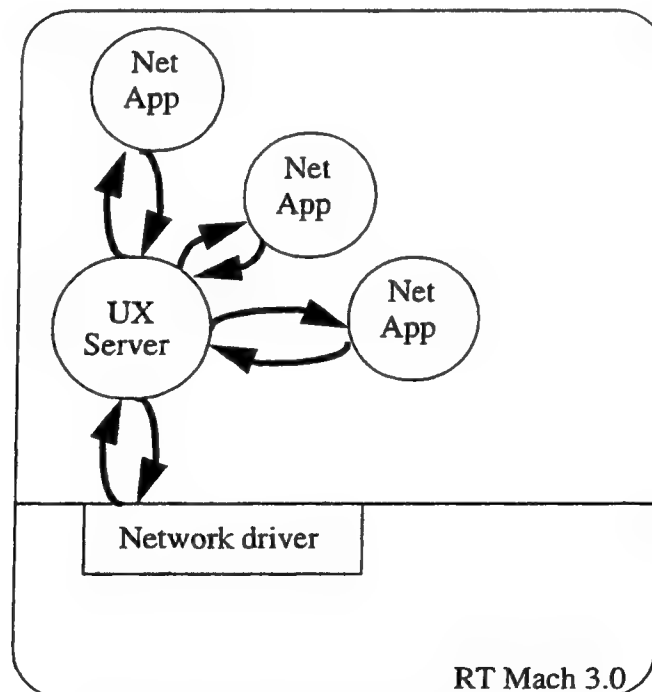 Net
App
Net
App
Net
App
UX
Server
Network driver
RT Mach 3.0